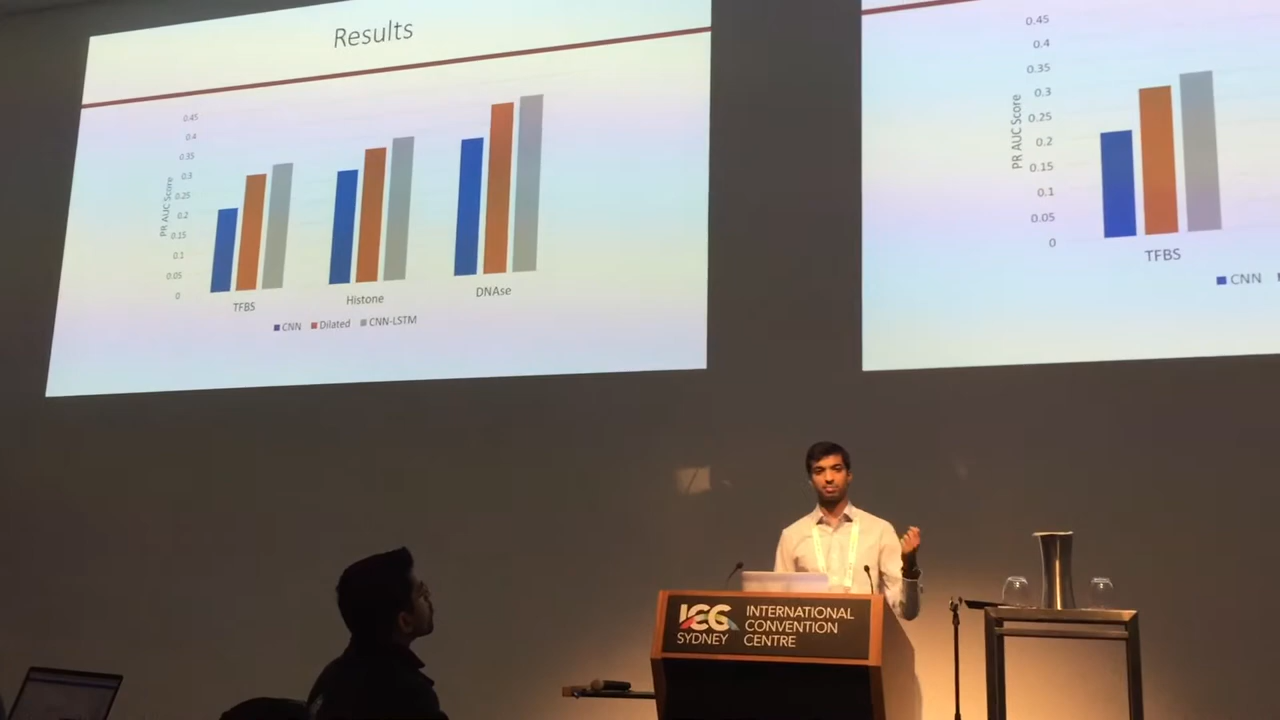 Results
0.45
0.4
0.35
0.3
0.25
0.2
0.15
0.1
0.05
0
PR AUC Score
TFBS
Histone
DNAse
CNN
Dilated
CNN-LSTM
0.45
0.4
0.35
0.3
0.25
0.2
0.15
0.1
0.05
0
PR AUC Score
TFBS
CNN
ICC
SYDNEY
INTERNATIONAL
CONVENTION
CENTRE